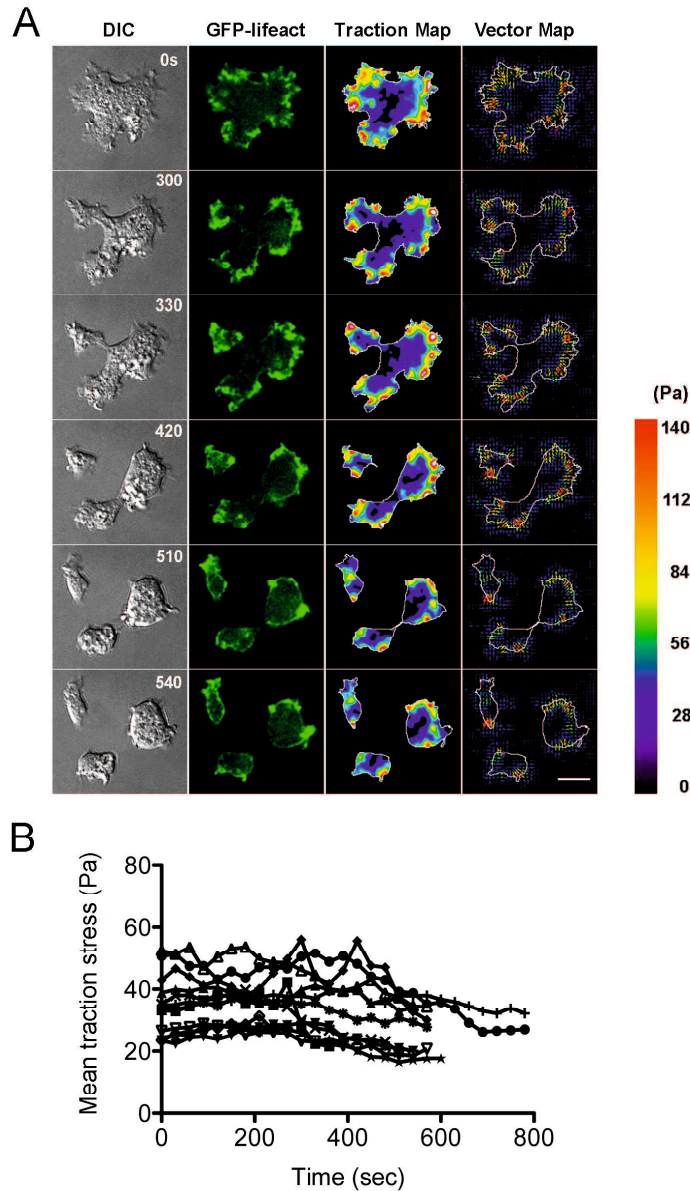 A
DIC GFP-lifeact Traction Map Vector Map
0s
300
330
(Pa)
420
140
112
84
510
56
28
540
0
B
80
60
40
20
0
0 200 400 600 800
Mean traction stress (Pa)
Time (sec)